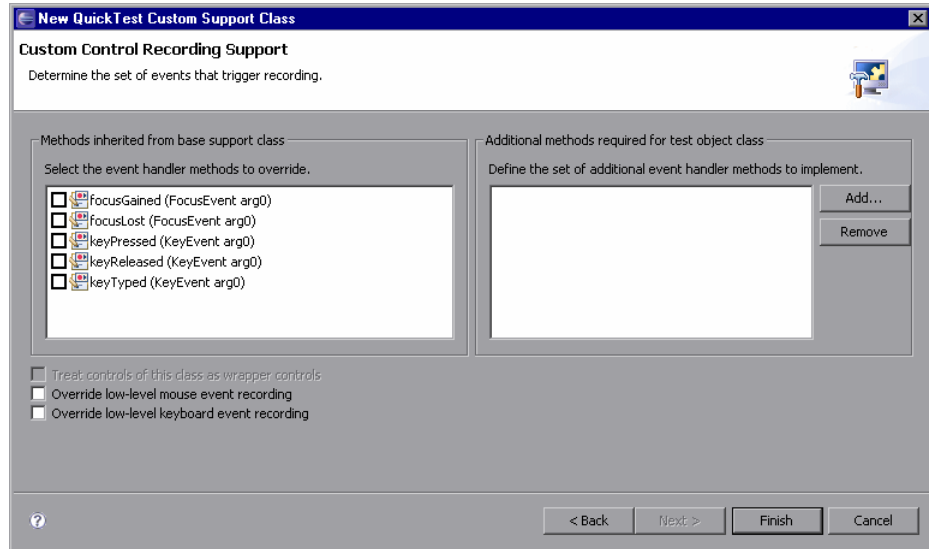 New QuickTest Custom Support Class
Custom Control Recording Support
Determine the set of events that trigger recording.
Methods inherited from base support class
Select the event handler methods to override.
focusGained (FocusEvent arg0)
focusLost (FocusEvent arg0)
keyPressed (KeyEvent arg0)
keyReleased (KeyEvent arg0)
keyTyped (KeyEvent arg0)
Additional methods required for test object class
Define the set of additional event handler methods to implement.
Add...
Remove
Treat controls of this class as wrapper controls
Override low-level mouse event recording
Override low-level keyboard event recording
?
< Back
Next >
Finish
Cancel